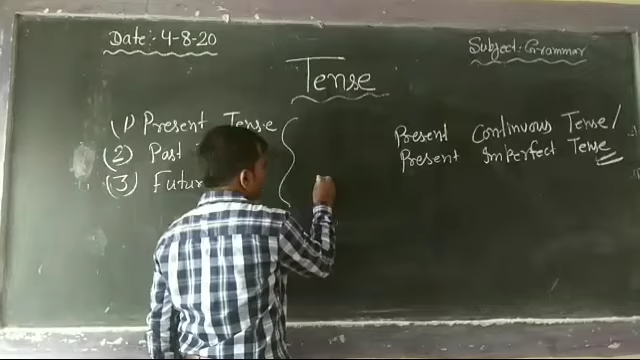 Date:- 4-8-20
Subject:- Grammar
Tense
(1) Present Tense
(2) Past
(3) Futur
Present Continuous Tense/
Present Imperfect Tense